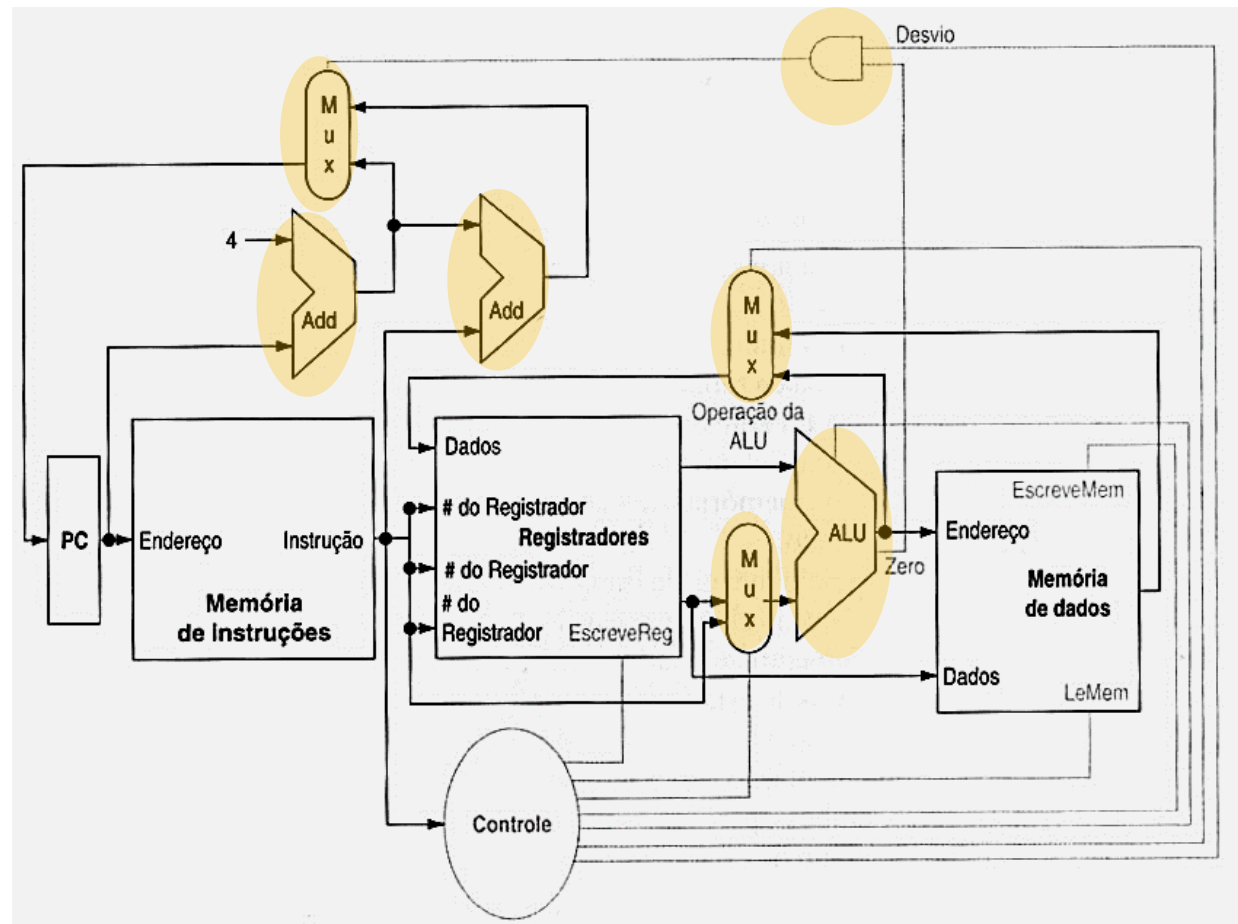 Desvio
M
u
x
4
Add
Add
M
u
x
Operação da
ALU
Dados
# do Registrador
Registradores
# do Registrador
# do
Registrador
EscreveReg
PC
Endereço
Instrução
Memória
de instruções
M
u
x
ALU
Zero
EscreveMem
Endereço
Memória
de dados
Dados
LeMem
Controle